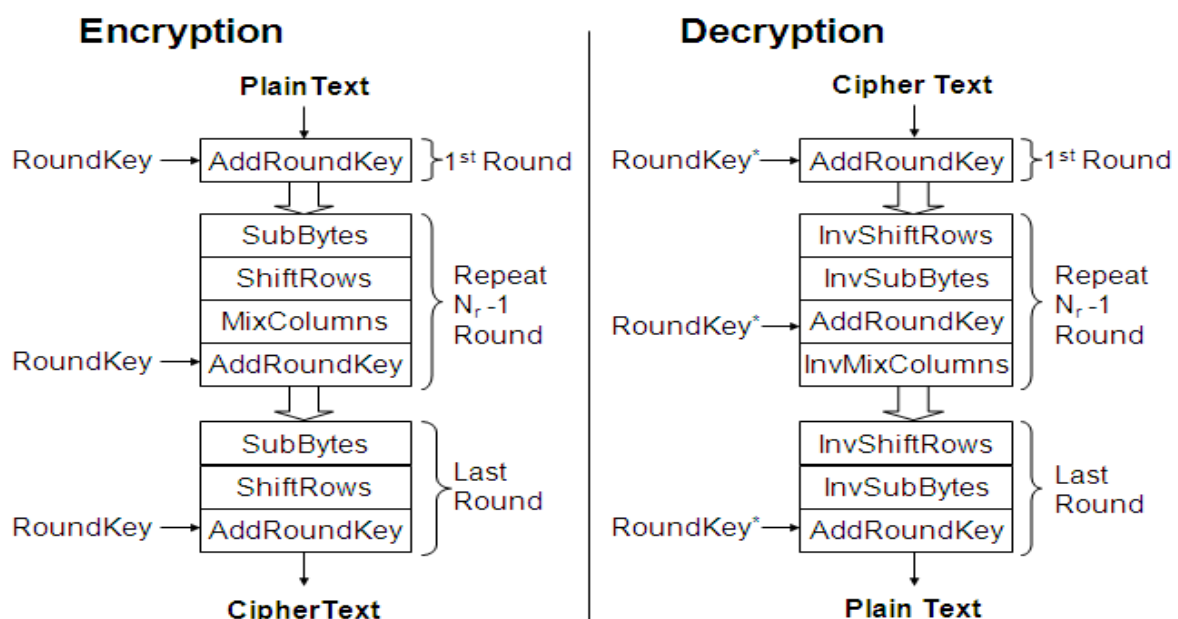 Encryption
PlainText
RoundKey
AddRoundKey
1st Round
SubBytes
ShiftRows
MixColumns
RoundKey
AddRoundKey
Repeat
Nr -1
Round
SubBytes
ShiftRows
RoundKey
AddRoundKey
Last
Round
CipherText
Decryption
Cipher Text
RoundKey*
AddRoundKey
1st Round
InvShiftRows
InvSubBytes
RoundKey*
AddRoundKey
InvMixColumns
Repeat
Nr -1
Round
InvShiftRows
InvSubBytes
RoundKey*
AddRoundKey
Last
Round
Plain Text